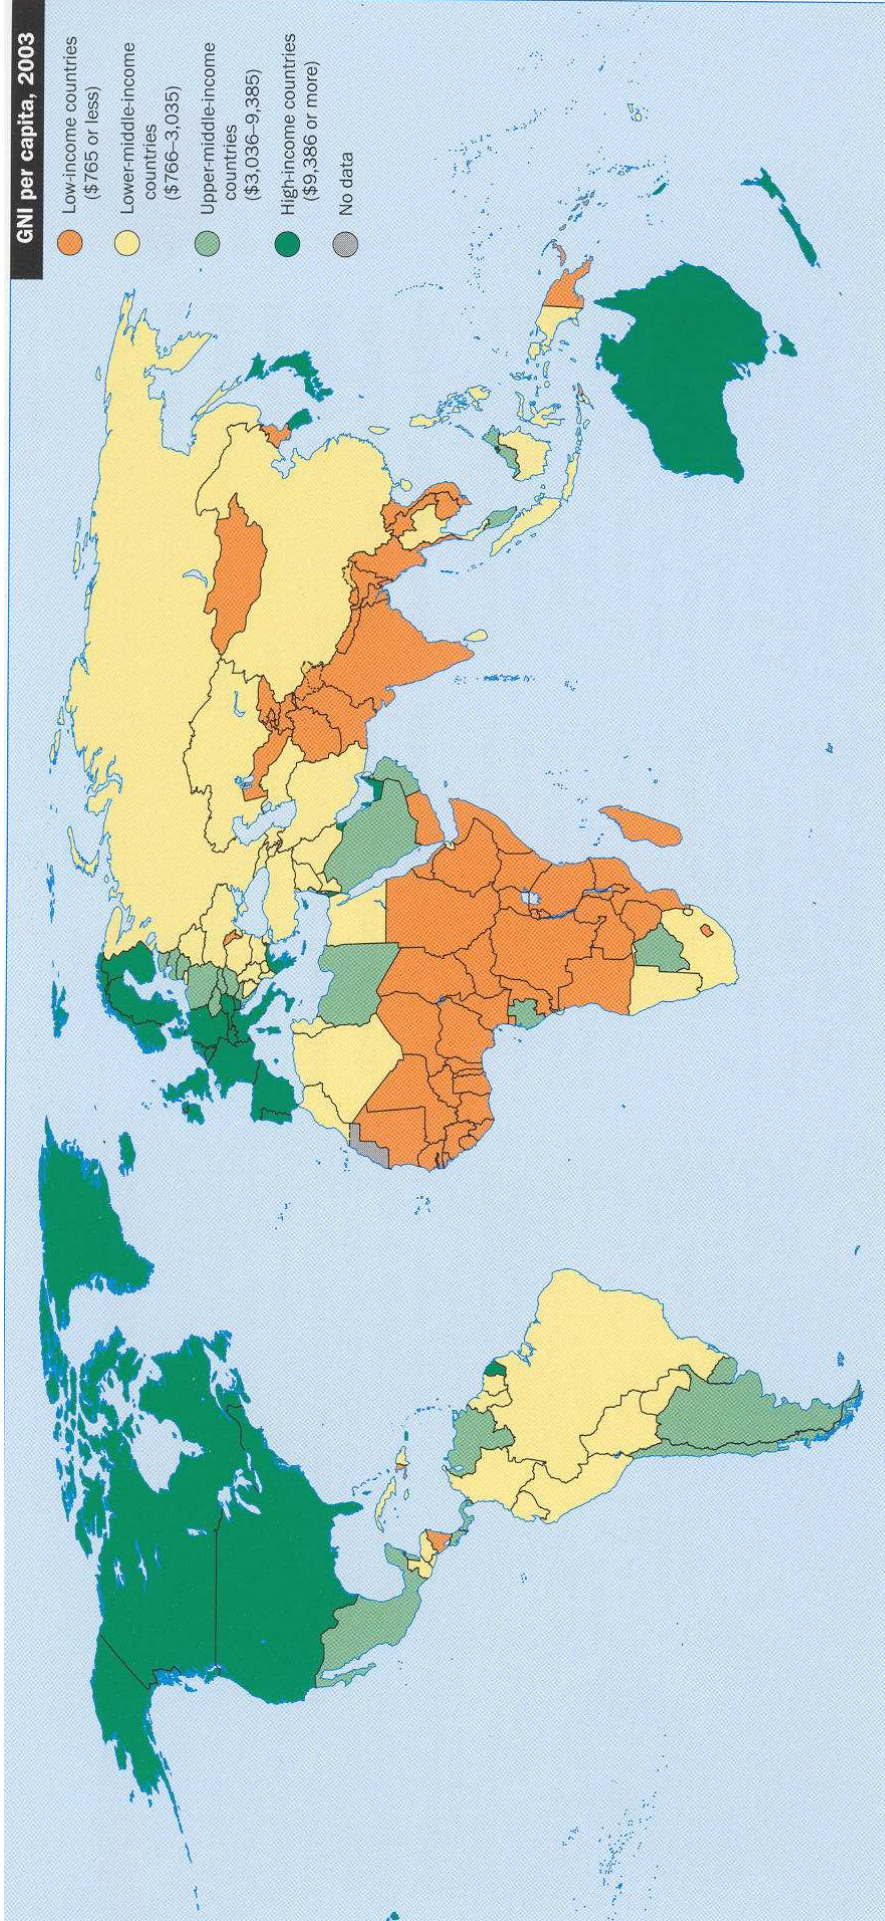 GNI per capita, 2003
Low-income countries
($765 or less)
Lower-middle-income
countries
($766–3,035)
Upper-middle-income
countries
($3,036–9,385)
High-income countries
($9,386 or more)
No data